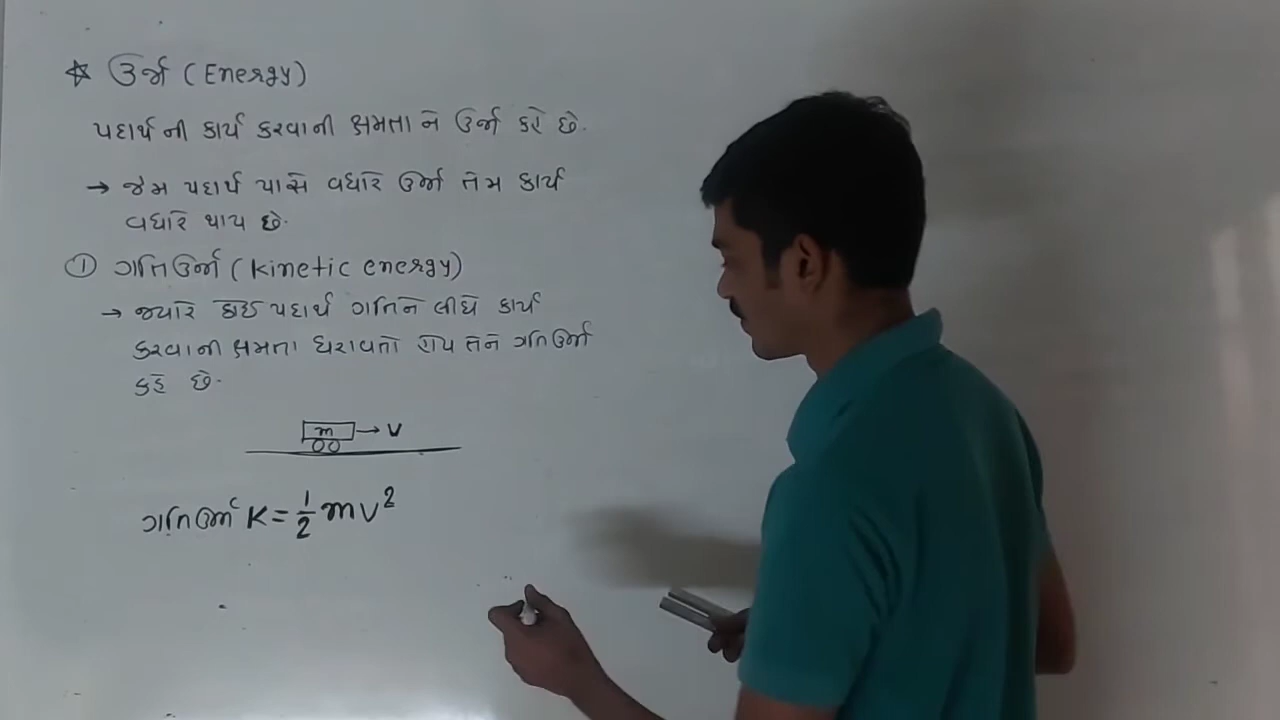 ☆ ઉર્જા (Energy)
પદાર્થ ની કાર્ય કરવાની ક્ષમતા ને ઉર્જા કહે છે.
→ જેમ પદાર્થ પાસે વધારે ઉર્જા તેમ કાર્ય
વધારે થાય છે.
① ગતિઉર્જા (Kinetic energy)
→ જ્યારે કોઈ પદાર્થ ગતિને લીધે કાર્ય
કરવાની ક્ષમતા ધરાવતો હોય તેને ગતિઉર્જા
કહે છે.
m → v
ગતિઉર્જા K = 1/2 mv²